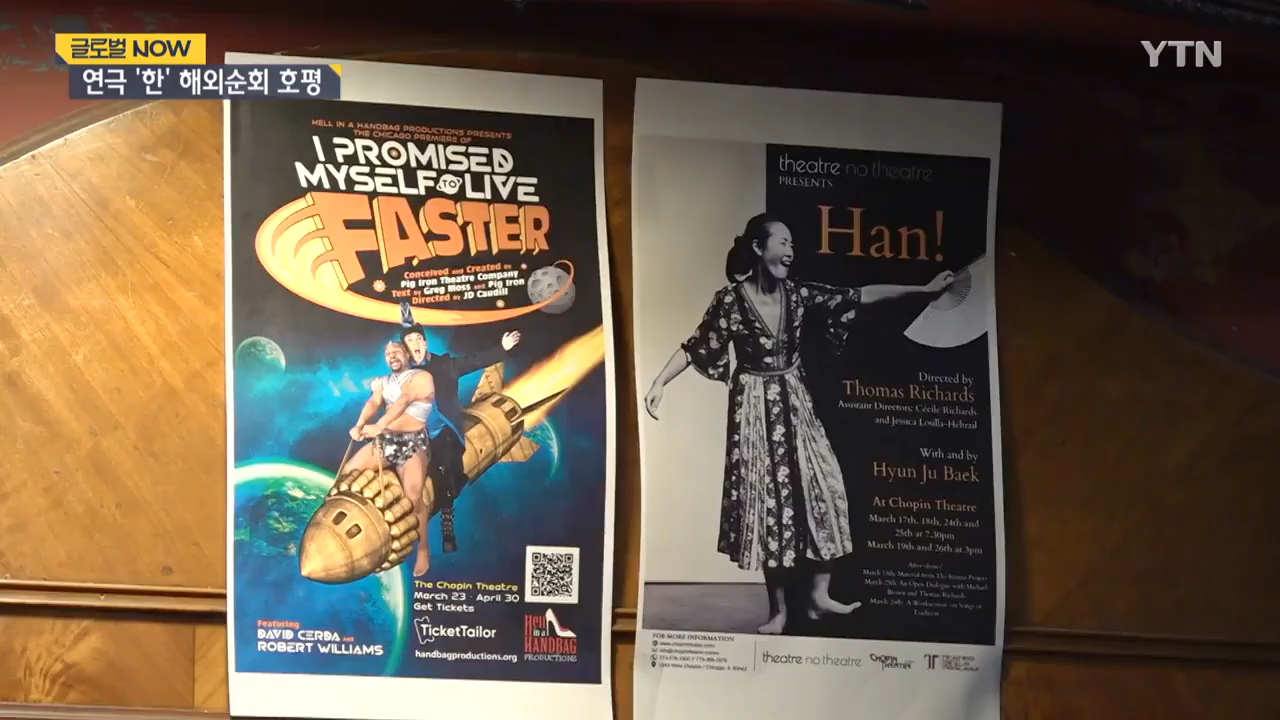 글로벌 NOW
연극 '한' 해외순회 호평
YTN
HELL IN A HANDBAG PRODUCTIONS PRESENTS
THE CHICAGO PREMIERE OF
I PROMISED
MYSELF TO LIVE
FASTER
Conceived and Created by
Pig Iron Theatre Company
Text by Greg Moss and Pig Iron
Directed by JD Caudill
The Chopin Theatre
March 23 - April 30
Get Tickets
TicketTailor
handbagproductions.org
Hell
in a
HANDBAG
PRODUCTIONS
Featuring
DAVID CERDA and
ROBERT WILLIAMS
theatre no theatre
PRESENTS
Han!
Directed by
Thomas Richards
Assistant Directors: Cécile Richards
and Jessica Losilla-Hébrail
With and by
Hyun Ju Baek
At Chopin Theatre
March 17th, 18th, 24th and
25th at 7.30pm
March 19th and 26th at 3pm
FOR MORE INFORMATION
theatre no theatre
CHOPIN
THEATRE